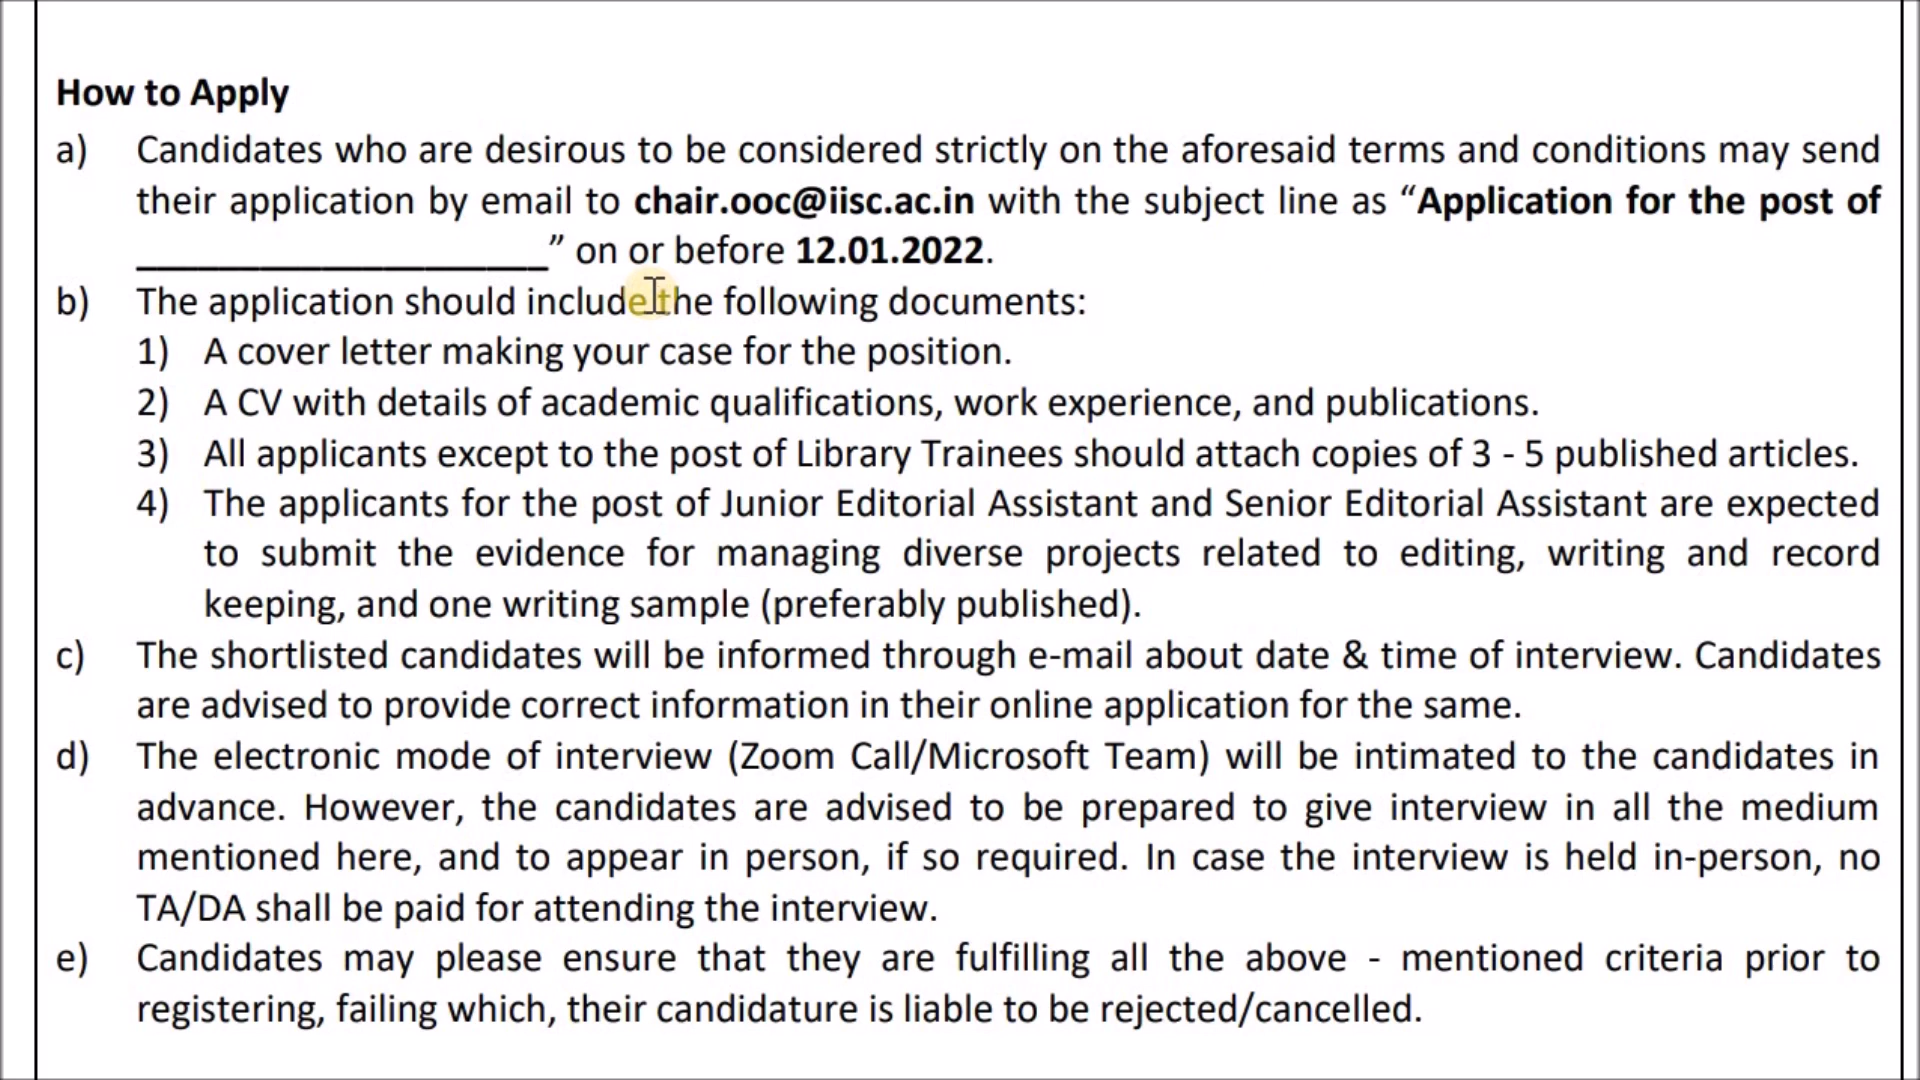 How to Apply
a) Candidates who are desirous to be considered strictly on the aforesaid terms and conditions may send
their application by email to chair.ooc@iisc.ac.in with the subject line as “Application for the post of
____________________” on or before 12.01.2022.
b) The application should include the following documents:
1) A cover letter making your case for the position.
2) A CV with details of academic qualifications, work experience, and publications.
3) All applicants except to the post of Library Trainees should attach copies of 3 - 5 published articles.
4) The applicants for the post of Junior Editorial Assistant and Senior Editorial Assistant are expected
to submit the evidence for managing diverse projects related to editing, writing and record
keeping, and one writing sample (preferably published).
c) The shortlisted candidates will be informed through e-mail about date & time of interview. Candidates
are advised to provide correct information in their online application for the same.
d) The electronic mode of interview (Zoom Call/Microsoft Team) will be intimated to the candidates in
advance. However, the candidates are advised to be prepared to give interview in all the medium
mentioned here, and to appear in person, if so required. In case the interview is held in-person, no
TA/DA shall be paid for attending the interview.
e) Candidates may please ensure that they are fulfilling all the above - mentioned criteria prior to
registering, failing which, their candidature is liable to be rejected/cancelled.